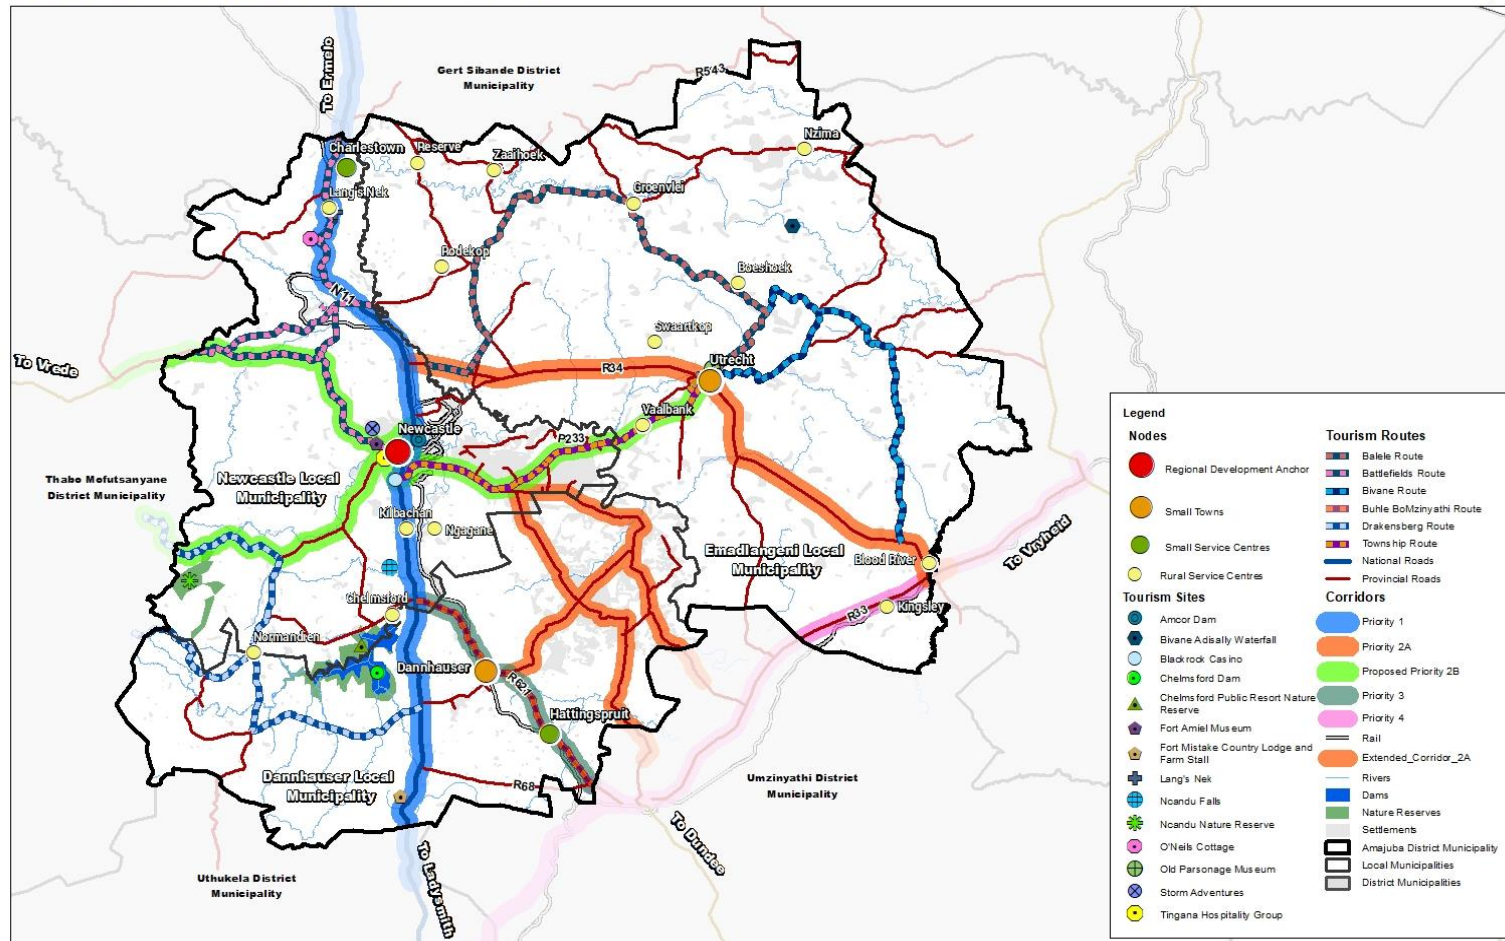 R543
Gert Sibande District
Municipality
To Ermelo
Charlestown
Reserve
Zaaihoek
Nzima
Lang's Nek
Groenvlei
Rodekop
Boeshoek
N11
Swaartkop
To Vrede
R34
Utrecht
Vaalbank
Newcastle
P233
Thabo Mofutsanyane
District Municipality
Newcastle Local
Municipality
Kilbachan
Ngagane
Emadlangeni Local
Municipality
Blood River
To Vryheid
Chelmsford
Kingsley
R33
Normandien
Dannhauser
R621
Hattingspruit
Dannhauser Local
Municipality
R68
Umzinyathi District
Municipality
To Dundee
To Ladysmith
Uthukela District
Municipality
Legend
Nodes
Regional Development Anchor
Small Towns
Small Service Centres
Rural Service Centres
Tourism Sites
Amcor Dam
Bivane Adisally Waterfall
Blackrock Casino
Chelmsford Dam
Chelmsford Public Resort Nature
Reserve
Fort Amiel Museum
Fort Mistake Country Lodge and
Farm Stall
Lang's Nek
Ncandu Falls
Ncandu Nature Reserve
O'Neils Cottage
Old Parsonage Museum
Storm Adventures
Tingana Hospitality Group
Tourism Routes
Balele Route
Battlefields Route
Bivane Route
Buhle BoMzinyathi Route
Drakensberg Route
Township Route
National Roads
Provincial Roads
Corridors
Priority 1
Priority 2A
Proposed Priority 2B
Priority 3
Priority 4
Rail
Extended_Corridor_2A
Rivers
Dams
Nature Reserves
Settlements
Amajuba District Municipality
Local Municipalities
District Municipalities